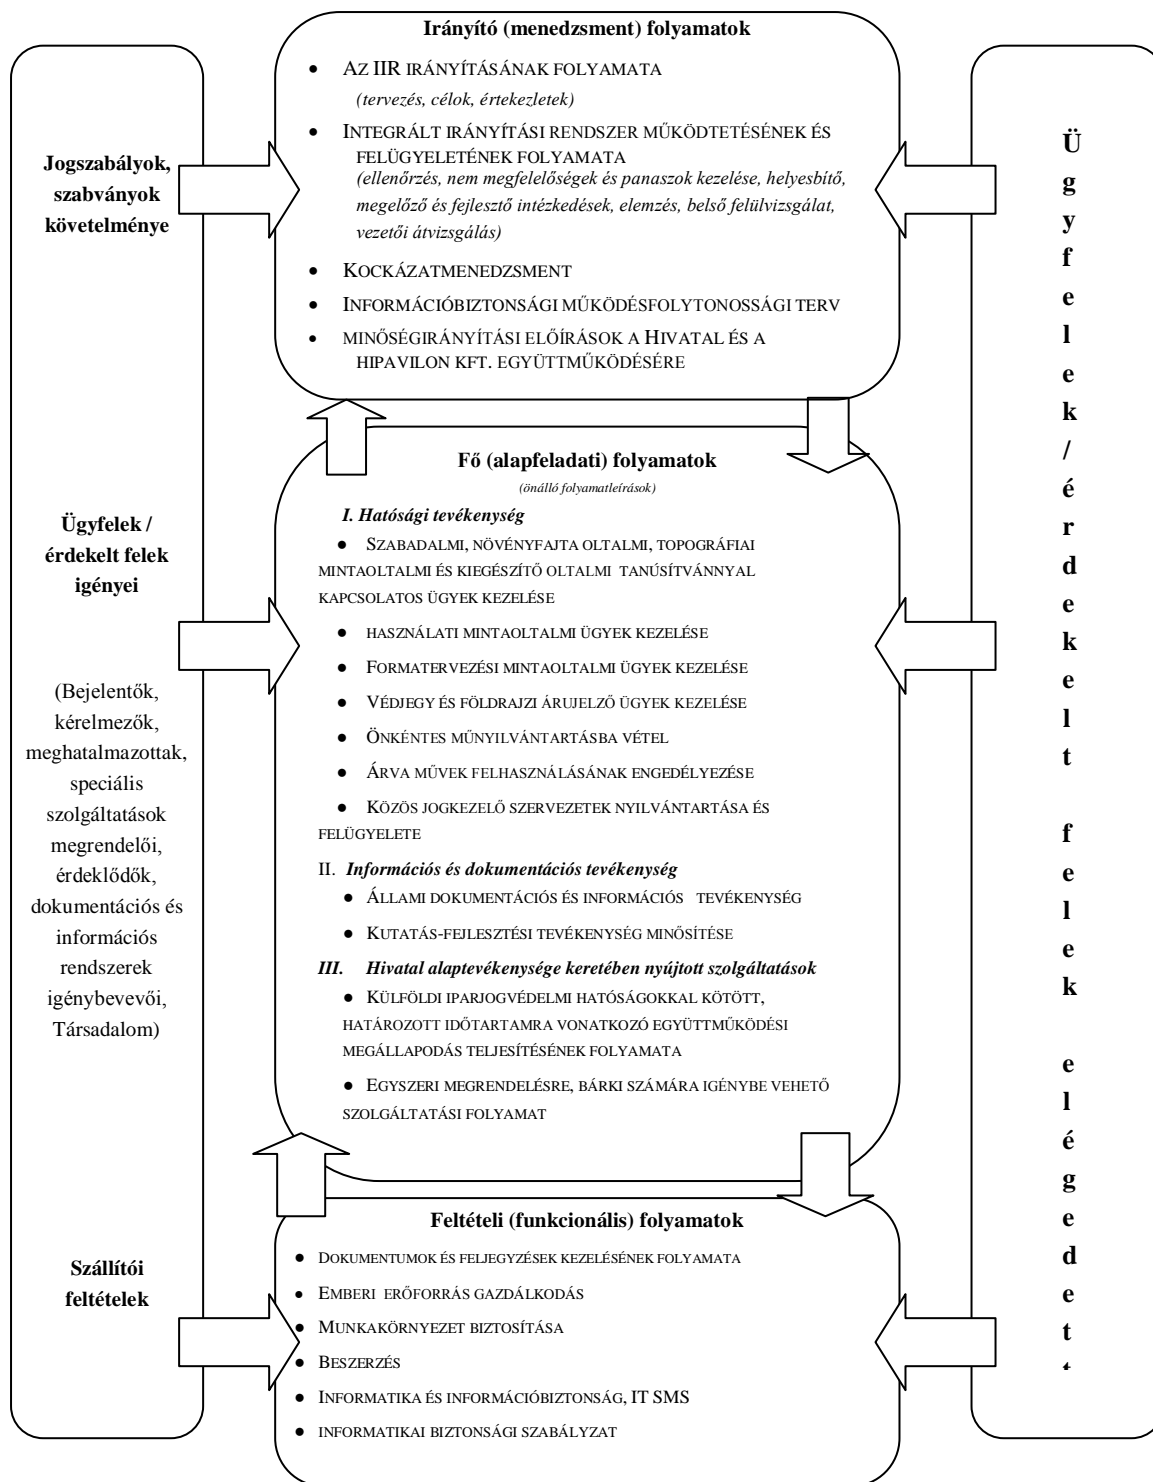 Irányító (menedzsment) folyamatok
• AZ IIR IRÁNYÍTÁSÁNAK FOLYAMATA
(tervezés, célok, értekezletek)
• INTEGRÁLT IRÁNYÍTÁSI RENDSZER MŰKÖDTETÉSÉNEK ÉS
FELÜGYELETÉNEK FOLYAMATA
(ellenőrzés, nem megfelelőségek és panaszok kezelése, helyesbítő,
megelőző és fejlesztő intézkedések, elemzés, belső felülvizsgálat,
vezetői átvizsgálás)
• KOCKÁZATMENEDZSMENT
• INFORMÁCIÓBIZTONSÁGI MŰKÖDÉSFOLYTONOSSÁGI TERV
• MINŐSÉGIRÁNYÍTÁSI ELŐÍRÁSOK A HIVATAL ÉS A
HIPAVILON KFT. EGYÜTTMŰKÖDÉSÉRE
Jogszabályok,
szabványok
követelménye
Ügyfelek /
érdekelt felek
igényei
(Bejelentők,
kérelmezők,
meghatalmazottak,
speciális
szolgáltatások
megrendelői,
érdeklődők,
dokumentációs és
információs
rendszerek
igénybevevői,
Társadalom)
Szállítói
feltételek
Fő (alapfeladati) folyamatok
(önálló folyamatleírások)
I. Hatósági tevékenység
● SZABADALMI, NÖVÉNYFAJTA OLTALMI, TOPOGRÁFIAI
MINTAOLTALMI ÉS KIEGÉSZÍTŐ OLTALMI TANÚSÍTVÁNNYAL
KAPCSOLATOS ÜGYEK KEZELÉSE
● HASZNÁLATI MINTAOLTALMI ÜGYEK KEZELÉSE
● FORMATERVEZÉSI MINTAOLTALMI ÜGYEK KEZELÉSE
● VÉDJEGY ÉS FÖLDRAJZI ÁRUJELZŐ ÜGYEK KEZELÉSE
● ÖNKÉNTES MŰNYILVÁNTARTÁSBA VÉTEL
● ÁRVA MŰVEK FELHASZNÁLÁSÁNAK ENGEDÉLYEZÉSE
● KÖZÖS JOGKEZELŐ SZERVEZETEK NYILVÁNTARTÁSA ÉS
FELÜGYELETE
II. Információs és dokumentációs tevékenység
● ÁLLAMI DOKUMENTÁCIÓS ÉS INFORMÁCIÓS TEVÉKENYSÉG
● KUTATÁS-FEJLESZTÉSI TEVÉKENYSÉG MINŐSÍTÉSE
III. Hivatal alaptevékenysége keretében nyújtott szolgáltatások
● KÜLFÖLDI IPARJOGVÉDELMI HATÓSÁGOKKAL KÖTÖTT,
HATÁROZOTT IDŐTARTAMRA VONATKOZÓ EGYÜTTMŰKÖDÉSI
MEGÁLLAPODÁS TELJESÍTÉSÉNEK FOLYAMATA
● EGYSZERI MEGRENDELÉSRE, BÁRKI SZÁMÁRA IGÉNYBE VEHETŐ
SZOLGÁLTATÁSI FOLYAMAT
Feltételi (funkcionális) folyamatok
● DOKUMENTUMOK ÉS FELJEGYZÉSEK KEZELÉSÉNEK FOLYAMATA
● EMBERI ERŐFORRÁS GAZDÁLKODÁS
● MUNKAKÖRNYEZET BIZTOSÍTÁSA
● BESZERZÉS
● INFORMATIKA ÉS INFORMÁCIÓBIZTONSÁG, IT SMS
● INFORMATIKAI BIZTONSÁGI SZABÁLYZAT
Ügyfelek/érdekelt felek elégedett